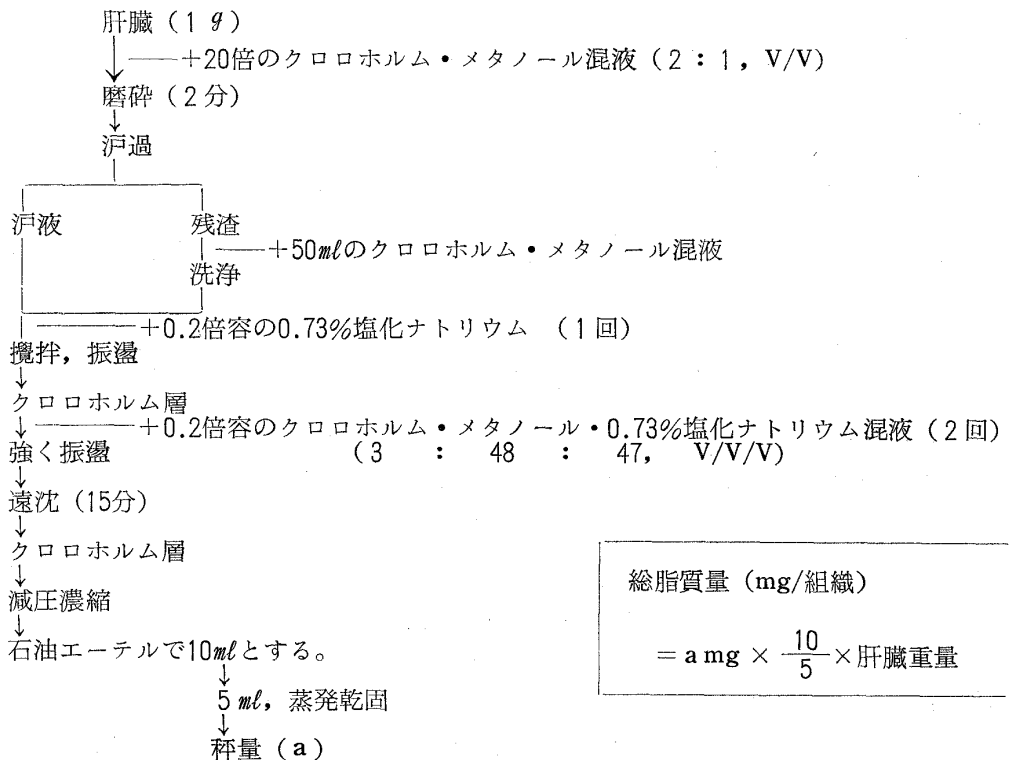 肝臓(1g)
+20倍のクロロホルム・メタノール混液(2:1,V/V)
磨砕(2分)
沪過
沪液 残渣
+50mlのクロロホルム・メタノール混液
洗浄
+0.2倍容の0.73%塩化ナトリウム (1回)
攪拌,振盪
クロロホルム層
+0.2倍容のクロロホルム・メタノール・0.73%塩化ナトリウム混液(2回)
強く振盪 (3 : 48 : 47, V/V/V)
遠沈(15分)
クロロホルム層
減圧濃縮
石油エーテルで10mlとする。
5ml,蒸発乾固
秤量(a)
総脂質量(mg/組織)
=a mg × 10/5 ×肝臓重量